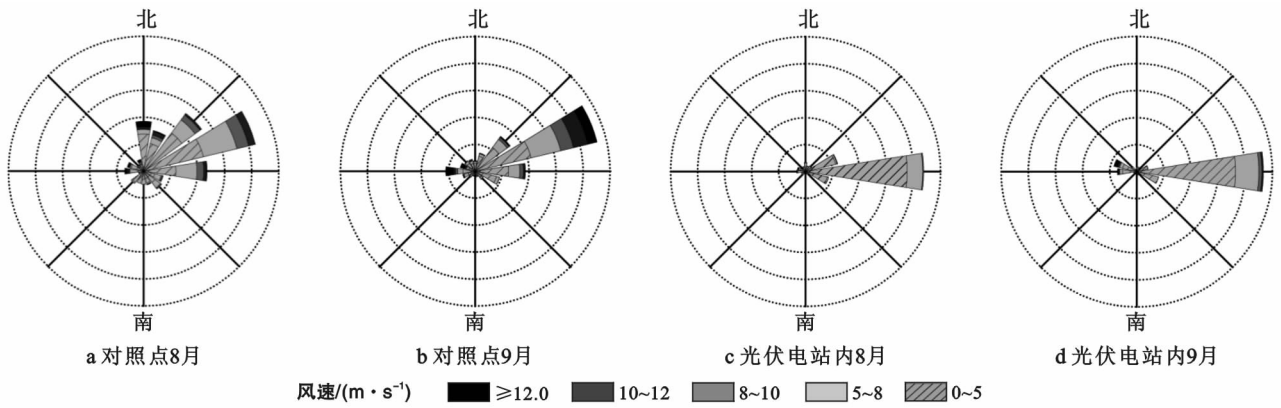 北 北 北 北
南 南 南 南
a 对照点8月 b 对照点9月 c 光伏电站内8月 d 光伏电站内9月
风速/(m·s⁻¹) ≥12.0 10~12 8~10 5~8 0~5